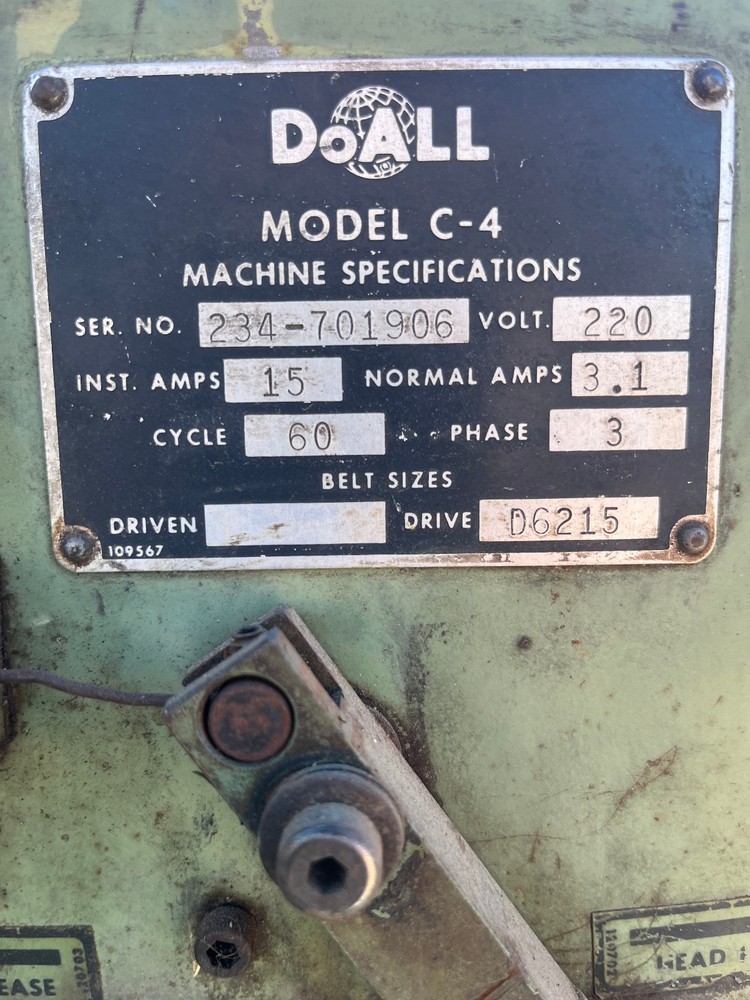 DoALL
MODEL C-4
MACHINE SPECIFICATIONS
SER. NO. 234-701906 VOLT. 220
INST. AMPS 15 NORMAL AMPS 3.1
CYCLE 60 PHASE 3
BELT SIZES
DRIVEN DRIVE D6215
109567
EASE
HEAD